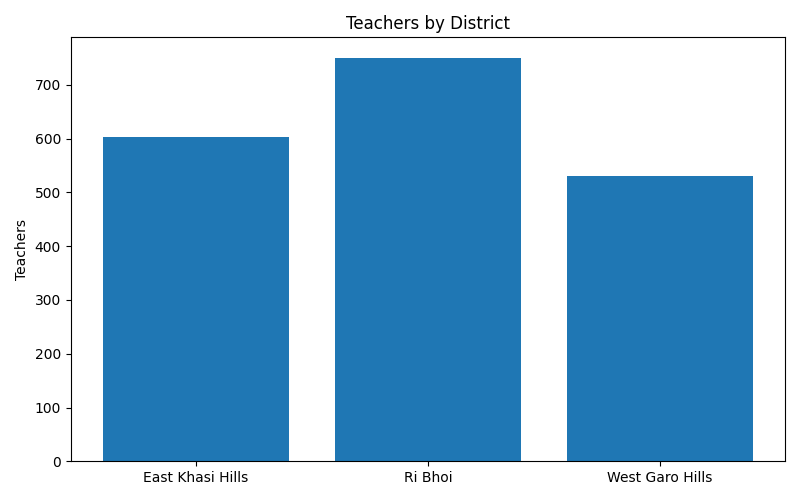 Teachers by District
Teachers
700
600
500
400
300
200
100
0
East Khasi Hills
Ri Bhoi
West Garo Hills